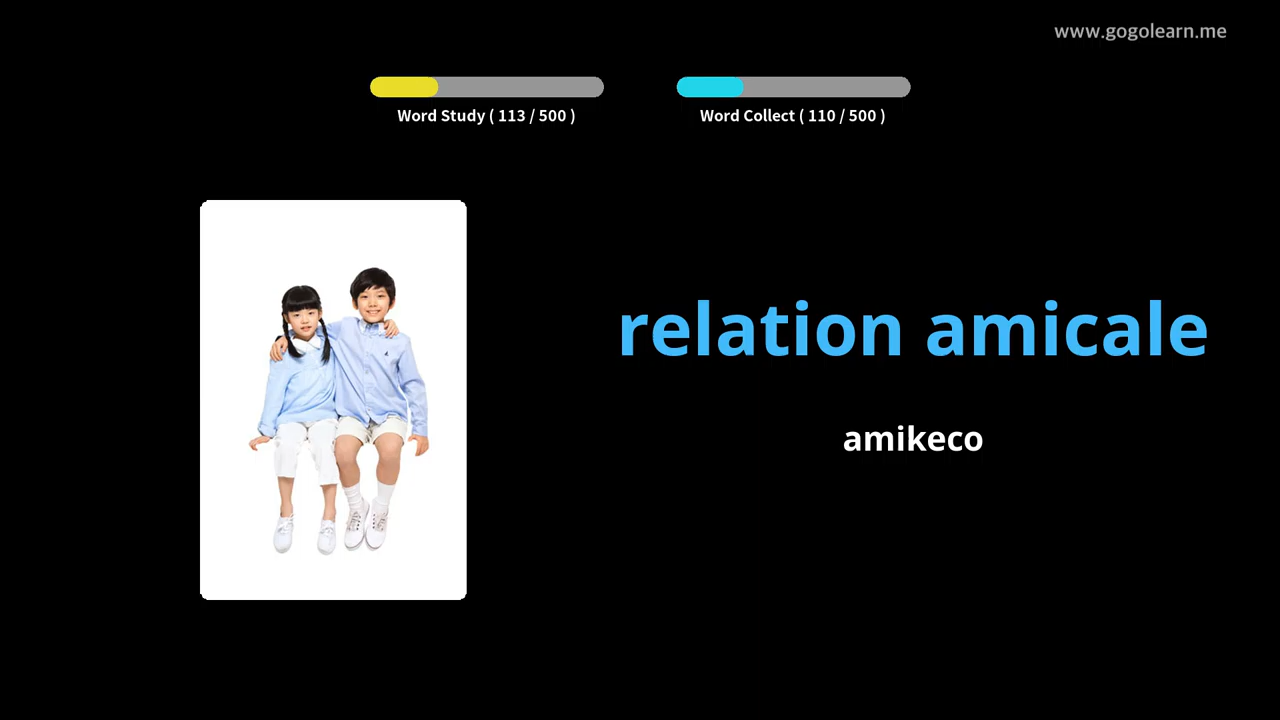 www.gogolearn.me
Word Study ( 113 / 500 )
Word Collect ( 110 / 500 )
relation amicale
amikeco